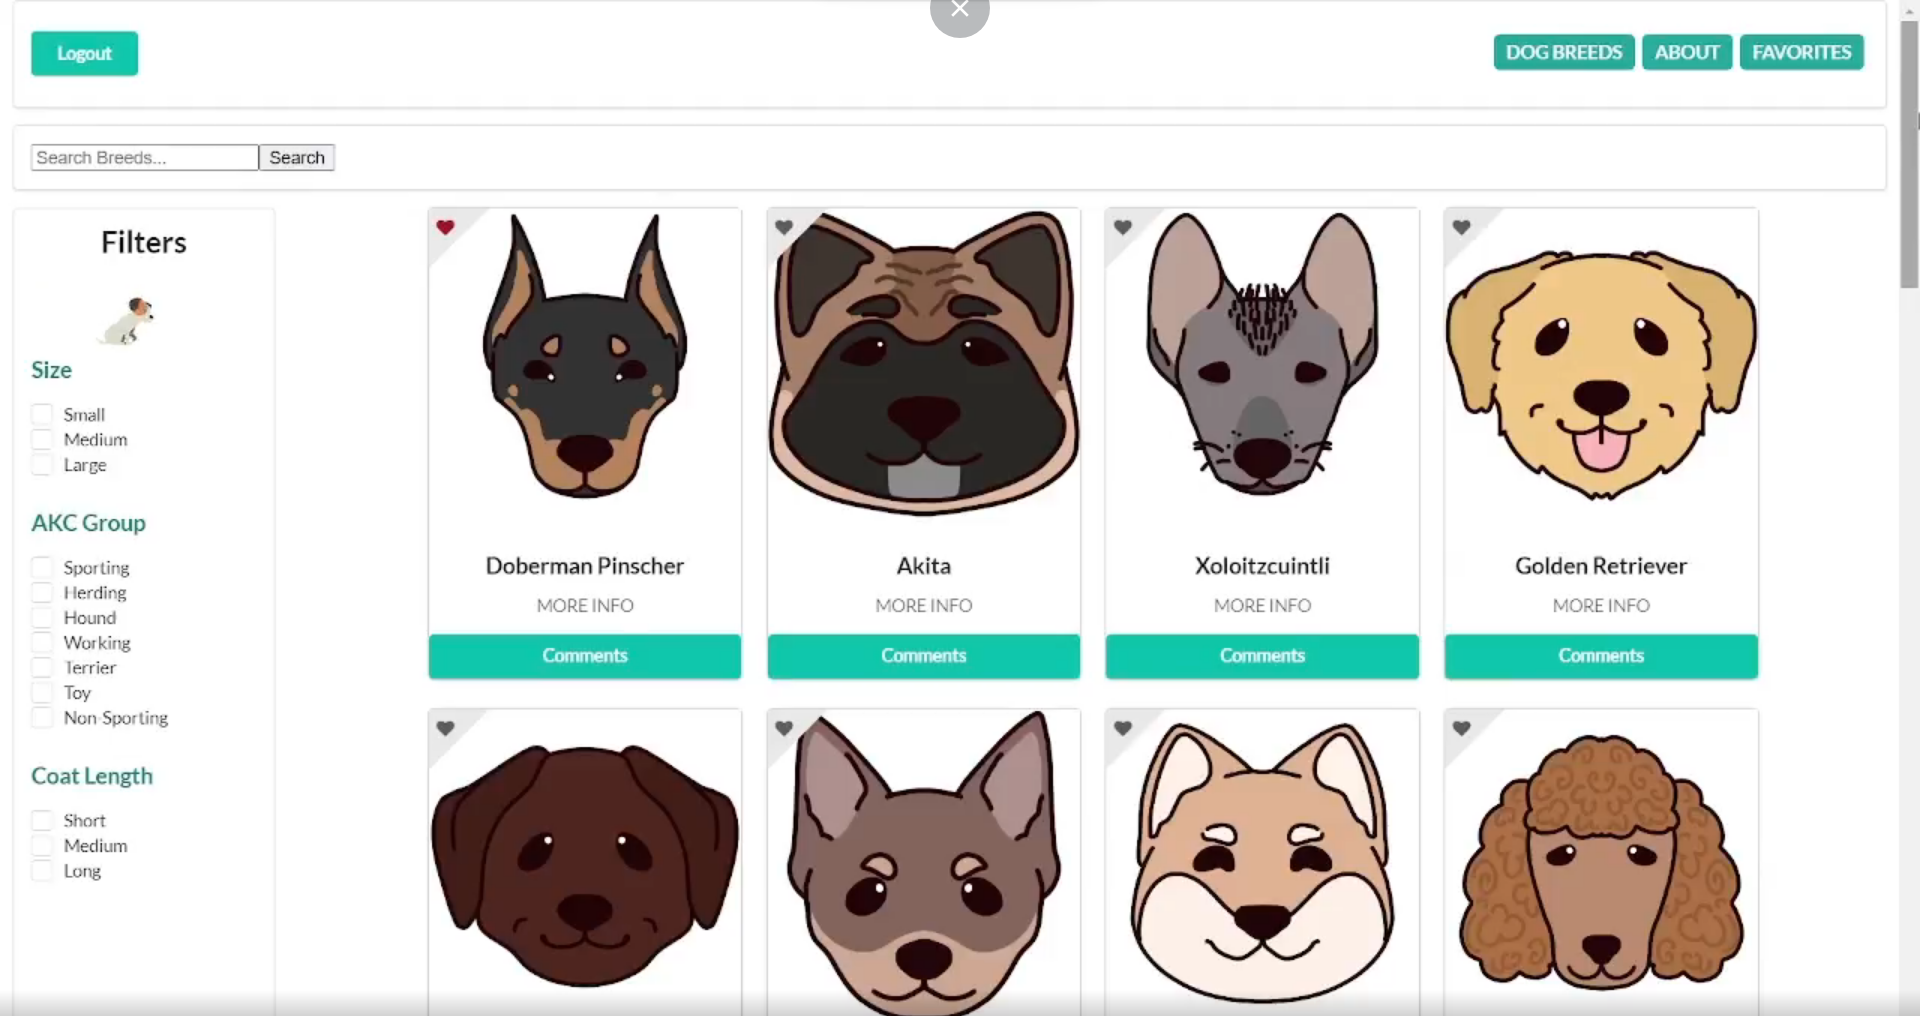 Logout
DOG BREEDS ABOUT FAVORITES
Search Breeds... Search
Filters
Size
Small
Medium
Large
AKC Group
Sporting
Herding
Hound
Working
Terrier
Toy
Non-Sporting
Coat Length
Short
Medium
Long
Doberman Pinscher
MORE INFO
Comments
Akita
MORE INFO
Comments
Xoloitzcuintli
MORE INFO
Comments
Golden Retriever
MORE INFO
Comments